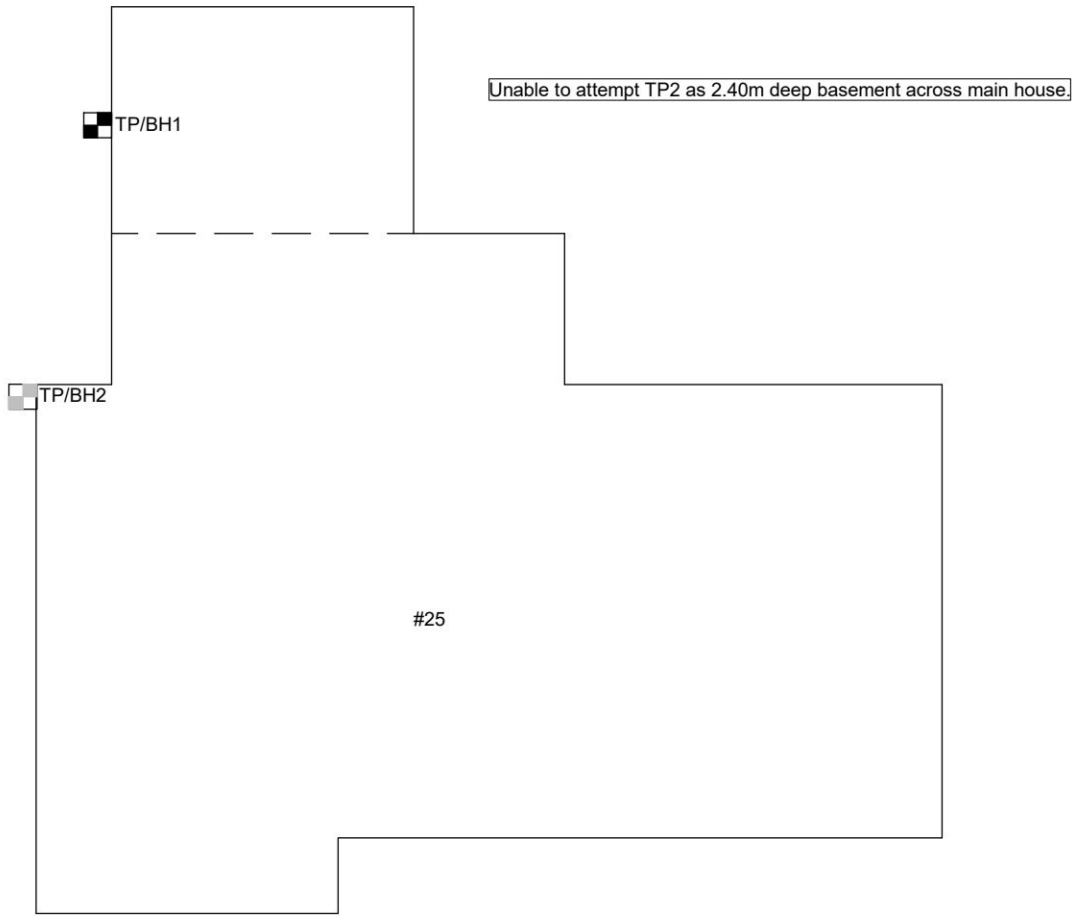 Unable to attempt TP2 as 2.40m deep basement across main house.
TP/BH1
TP/BH2
#25